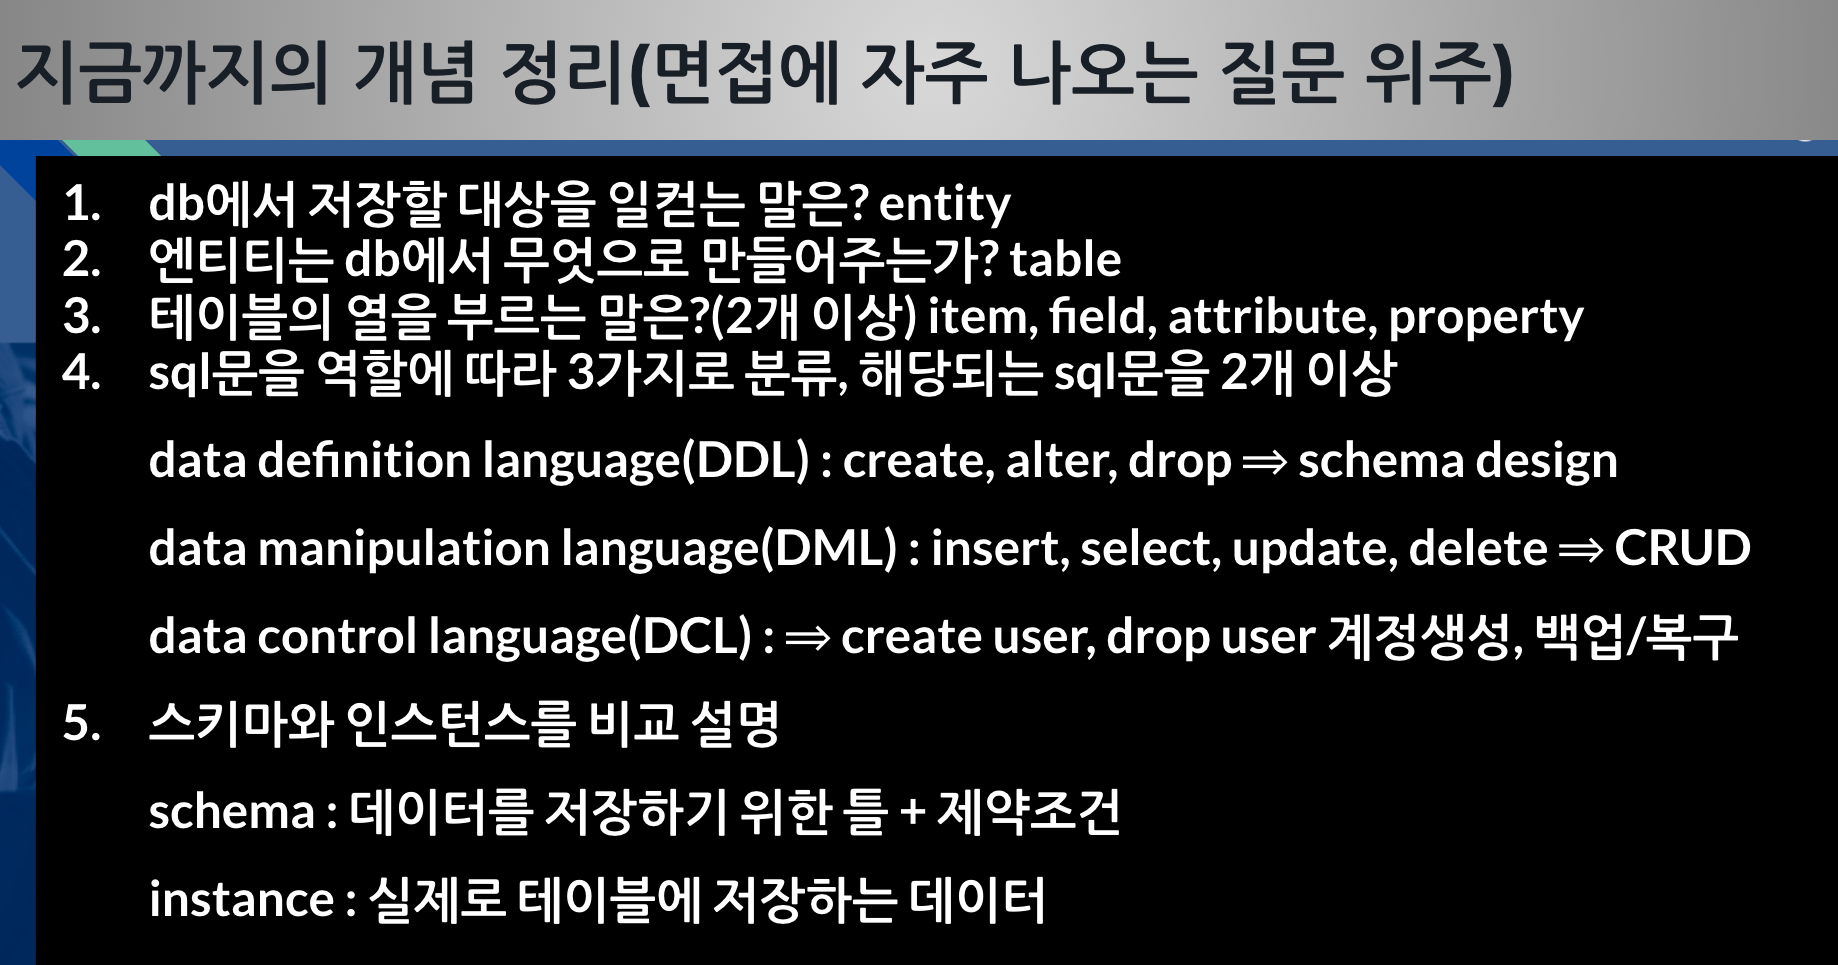 지금까지의 개념 정리(면접에 자주 나오는 질문 위주)
1. db에서 저장할 대상을 일컫는 말은? entity
2. 엔티티는 db에서 무엇으로 만들어주는가? table
3. 테이블의 열을 부르는 말은?(2개 이상) item, field, attribute, property
4. sql문을 역할에 따라 3가지로 분류, 해당되는 sql문을 2개 이상
data definition language(DDL) : create, alter, drop ⇒ schema design
data manipulation language(DML) : insert, select, update, delete ⇒ CRUD
data control language(DCL) : ⇒ create user, drop user 계정생성, 백업/복구
5. 스키마와 인스턴스를 비교 설명
schema : 데이터를 저장하기 위한 틀 + 제약조건
instance : 실제로 테이블에 저장하는 데이터